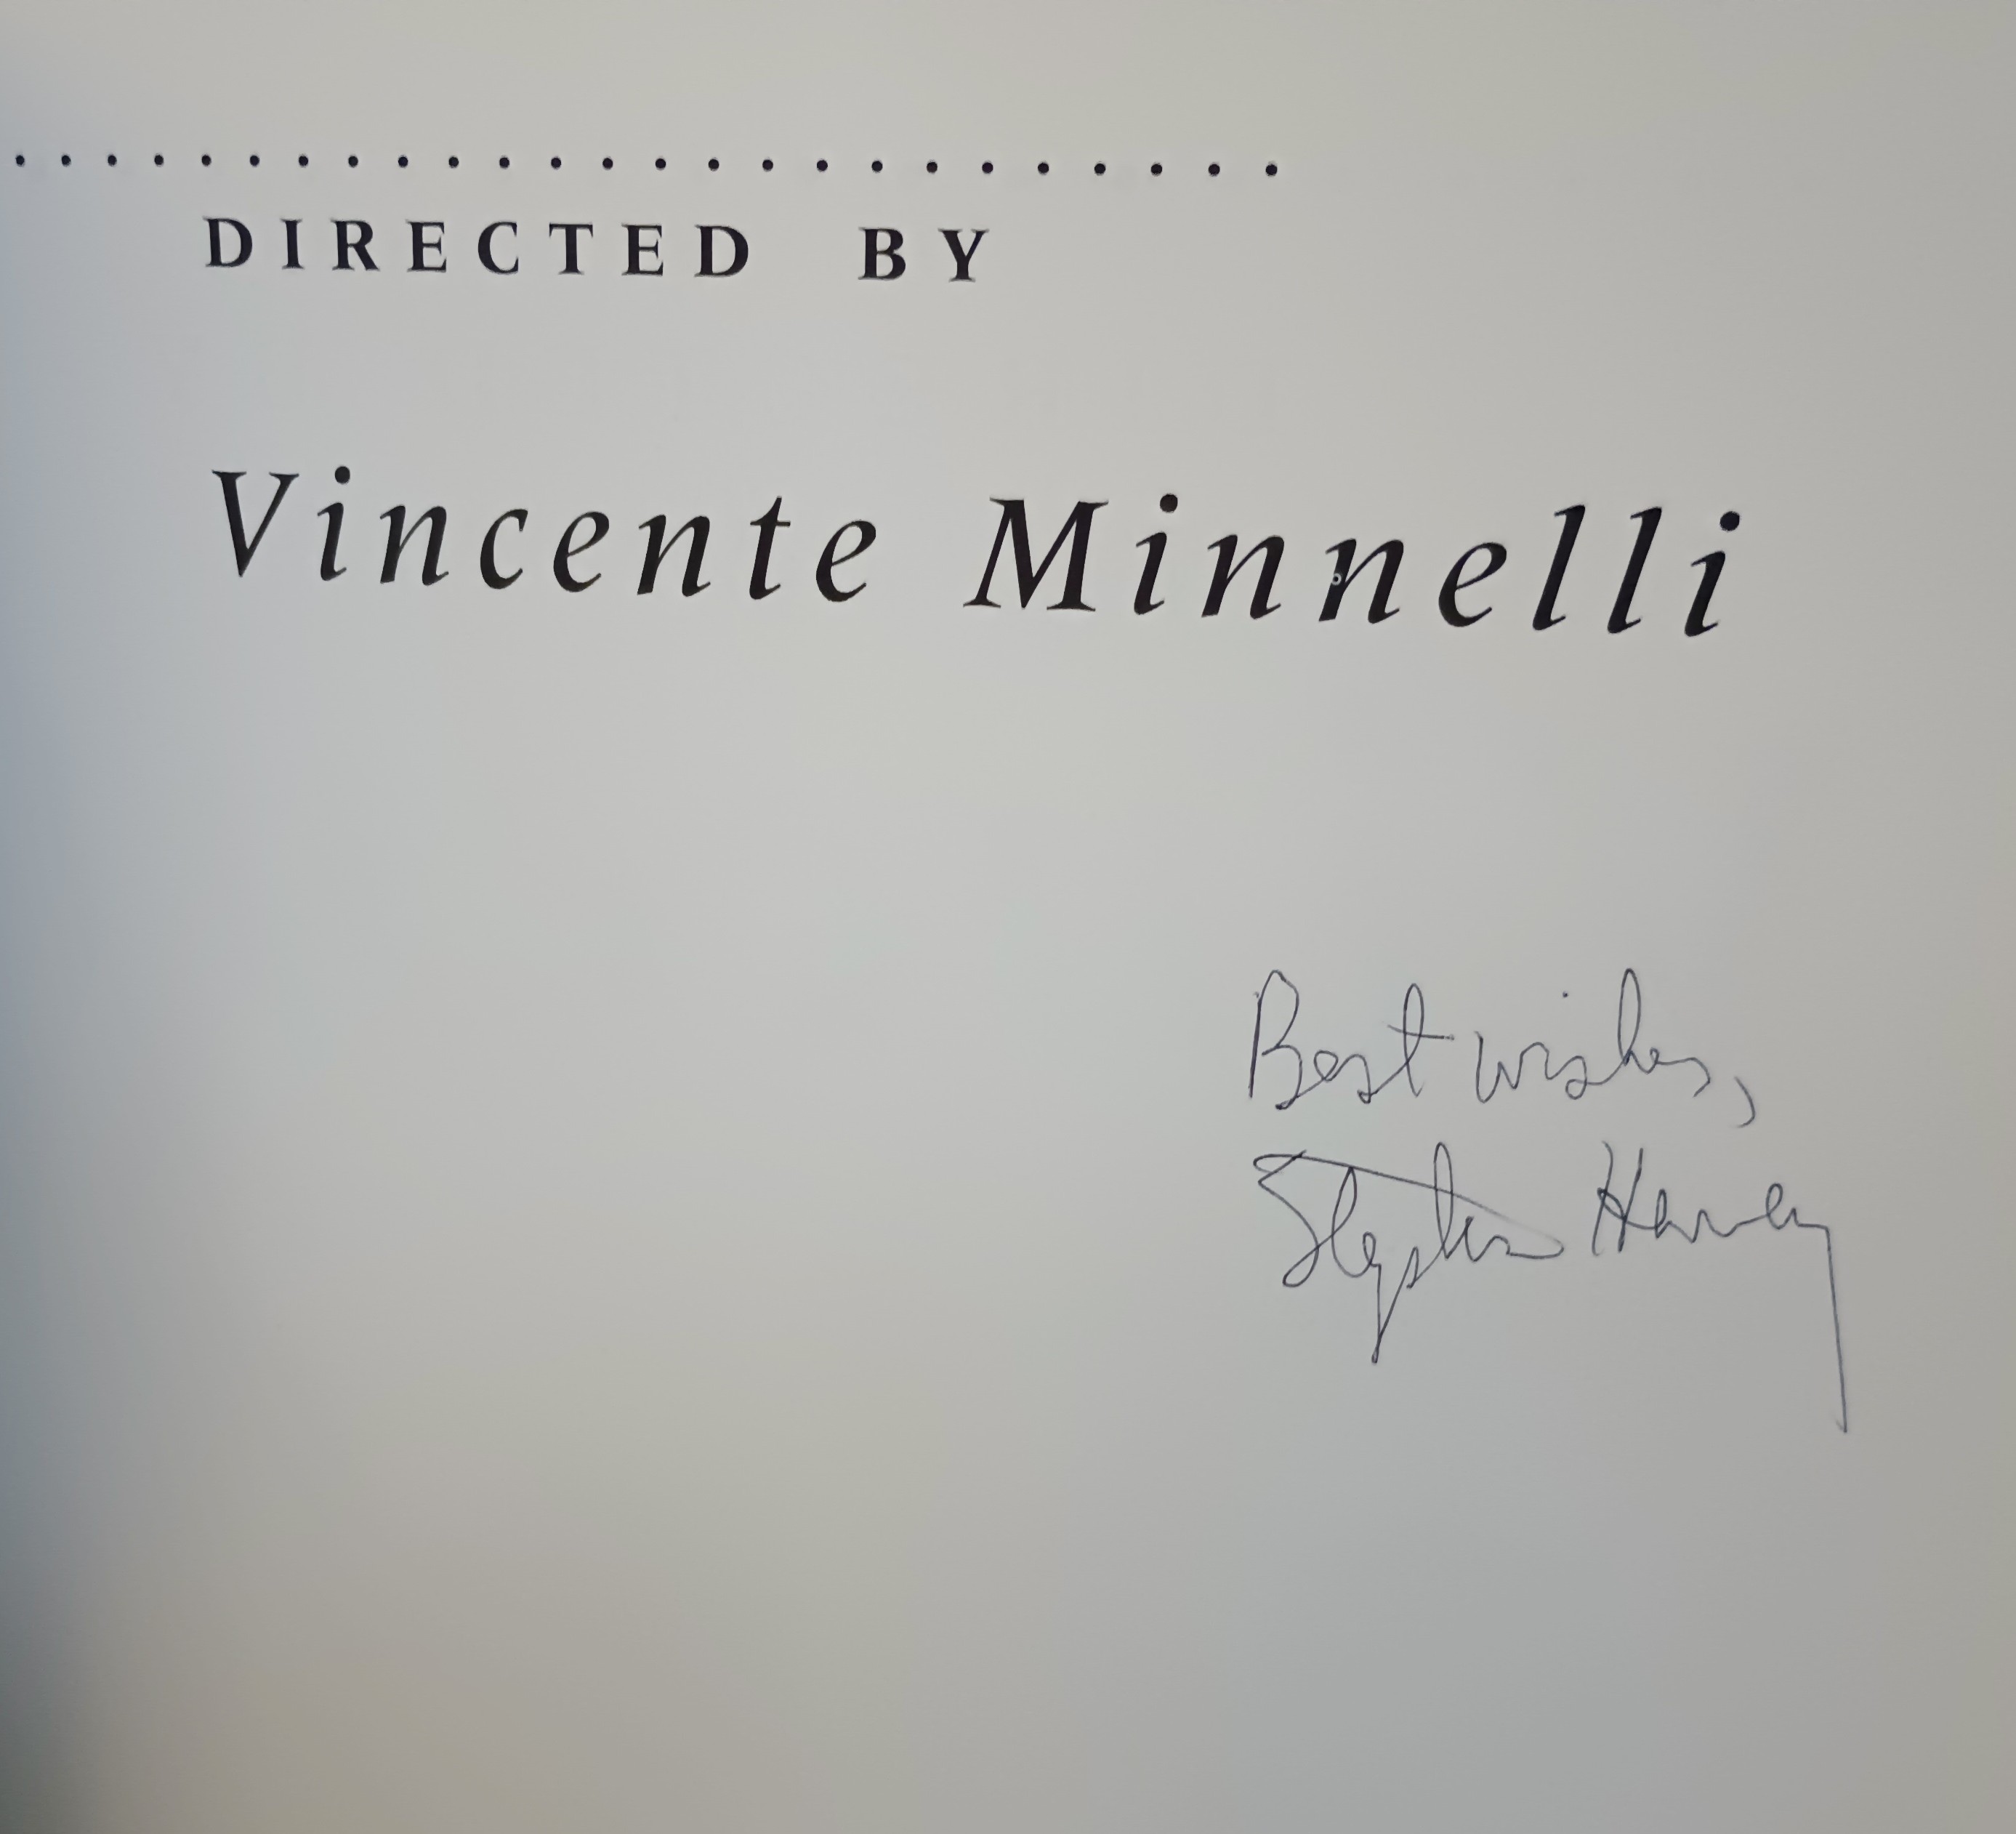 DIRECTED BY
Vincente Minnelli
Best wishes,
Stephen Harvey